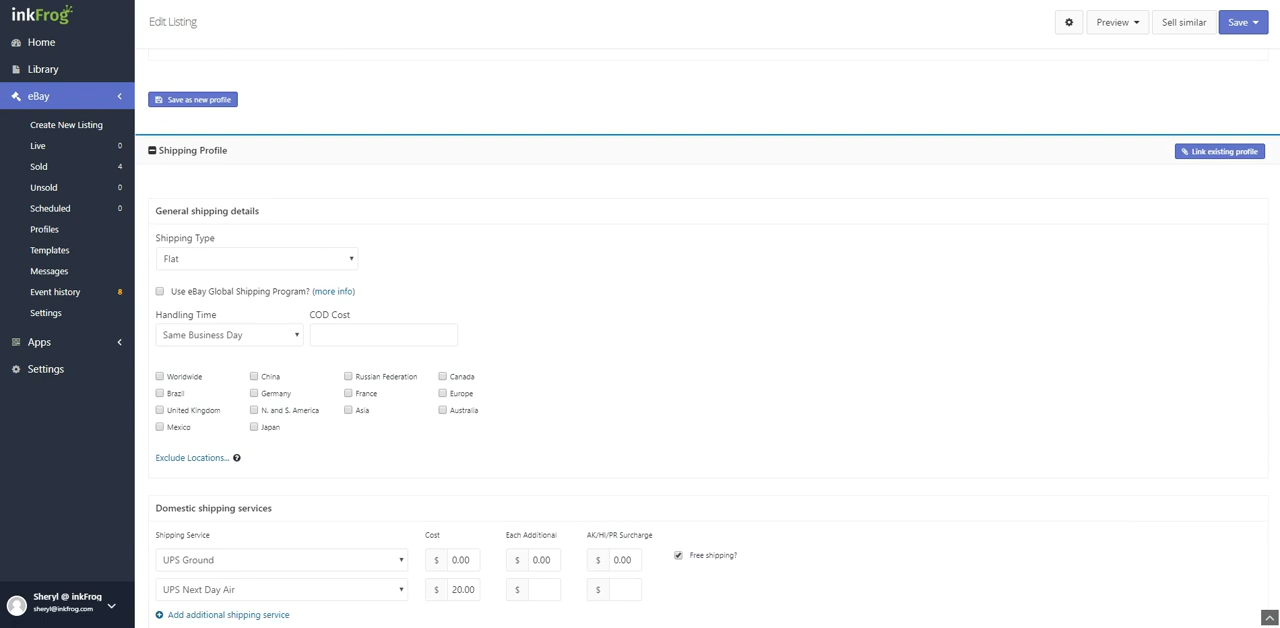 inkFrog
Edit Listing
Preview
Sell similar
Save
Home
Library
eBay
Create New Listing
Live 0
Sold 4
Unsold 0
Scheduled 0
Profiles
Templates
Messages
Event history 8
Settings
Apps
Settings
Sheryl @ inkFrog
sheryl@inkfrog.com
Save as new profile
Shipping Profile
Link existing profile
General shipping details
Shipping Type
Flat
Use eBay Global Shipping Program? (more info)
Handling Time COD Cost
Same Business Day
Worldwide China Russian Federation Canada
Brazil Germany France Europe
United Kingdom N. and S. America Asia Australia
Mexico Japan
Exclude Locations... ?
Domestic shipping services
Shipping Service Cost Each Additional AK/HI/PR Surcharge
UPS Ground $ 0.00 $ 0.00 $ 0.00 Free shipping?
UPS Next Day Air $ 20.00 $ $
Add additional shipping service